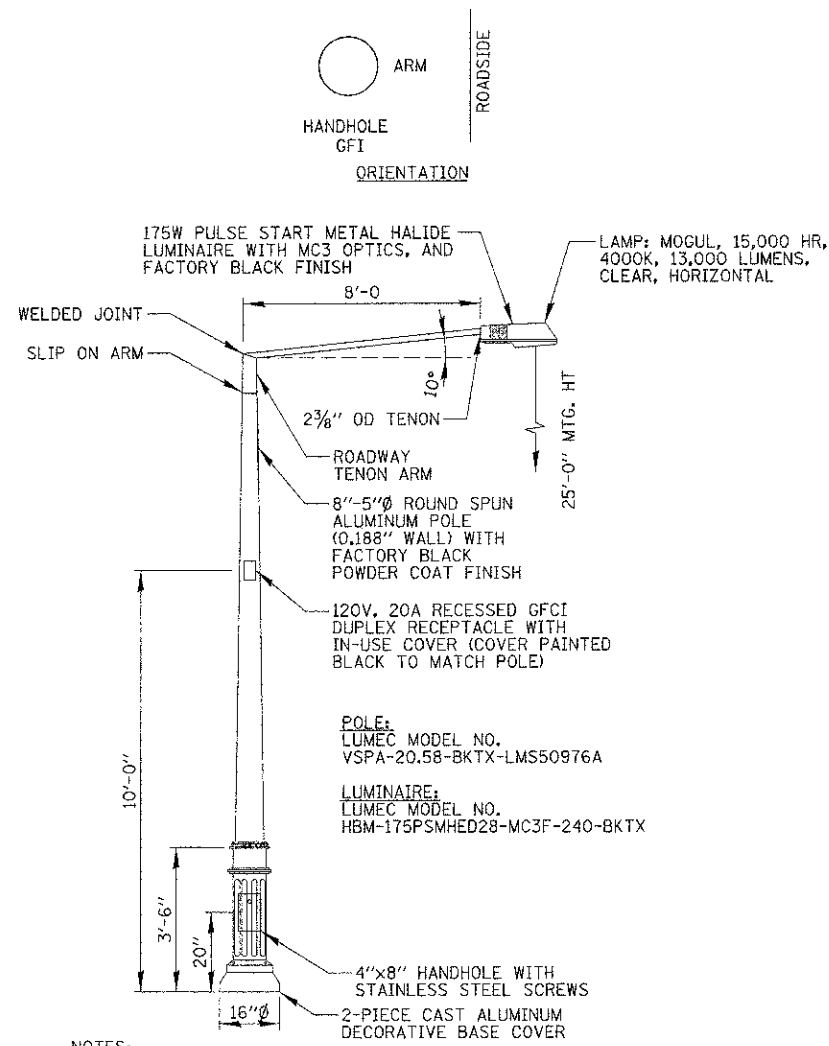 ARM
ROADSIDE
HANDHOLE
GFI
ORIENTATION
175W PULSE START METAL HALIDE
LUMINAIRE WITH MC3 OPTICS, AND
FACTORY BLACK FINISH
LAMP: MOGUL, 15,000 HR,
4000K, 13,000 LUMENS,
CLEAR, HORIZONTAL
8'-0
WELDED JOINT
SLIP ON ARM
10°
2⅜" OD TENON
25'-0" MTG. HT
ROADWAY
TENON ARM
8"-5"Ø ROUND SPUN
ALUMINUM POLE
(0.188" WALL) WITH
FACTORY BLACK
POWDER COAT FINISH
120V, 20A RECESSED GFCI
DUPLEX RECEPTACLE WITH
IN-USE COVER (COVER PAINTED
BLACK TO MATCH POLE)
POLE:
LUMEC MODEL NO.
VSPA-20.58-BKTX-LMS50976A
LUMINAIRE:
LUMEC MODEL NO.
HBM-175PSMHED28-MC3F-240-BKTX
10'-0"
3'-6"
20"
4"x8" HANDHOLE WITH
STAINLESS STEEL SCREWS
16"Ø
2-PIECE CAST ALUMINUM
DECORATIVE BASE COVER
NOTES: